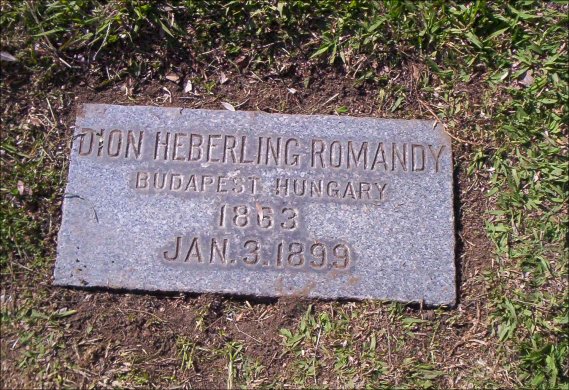 DION HEBERLING ROMANDY
BUDAPEST HUNGARY
1863
JAN. 3. 1899